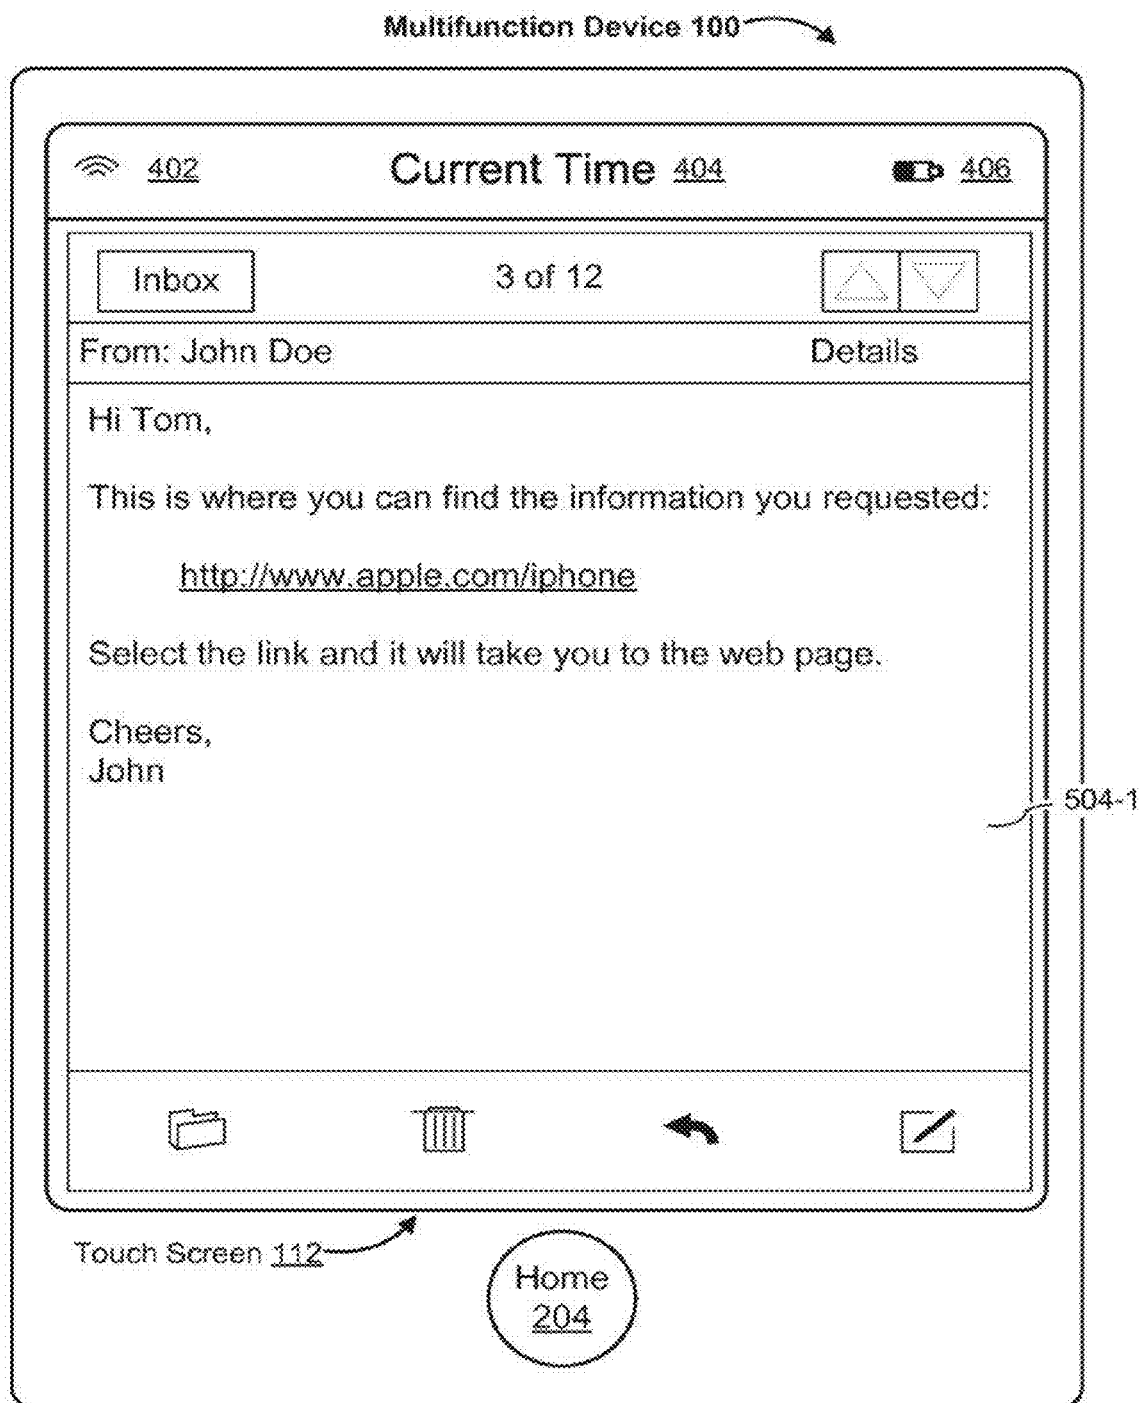 Multifunction Device 100
402 Current Time 404 406
Inbox 3 of 12
From: John Doe Details
Hi Tom,
This is where you can find the information you requested:
http://www.apple.com/iphone
Select the link and it will take you to the web page.
Cheers,
John
504-1
Touch Screen 112
Home
204